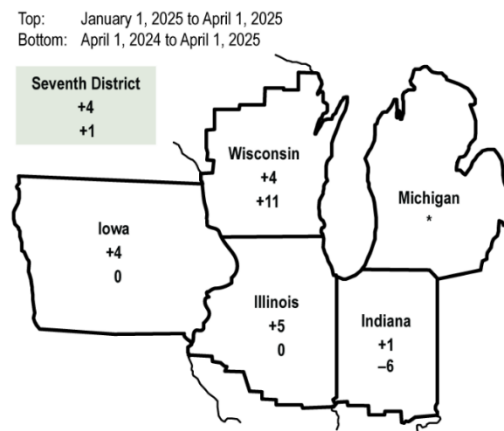 Top: January 1, 2025 to April 1, 2025
Bottom: April 1, 2024 to April 1, 2025
Seventh District
+4
+1
Wisconsin
+4
+11
Michigan
*
Iowa
+4
0
Illinois
+5
0
Indiana
+1
–6